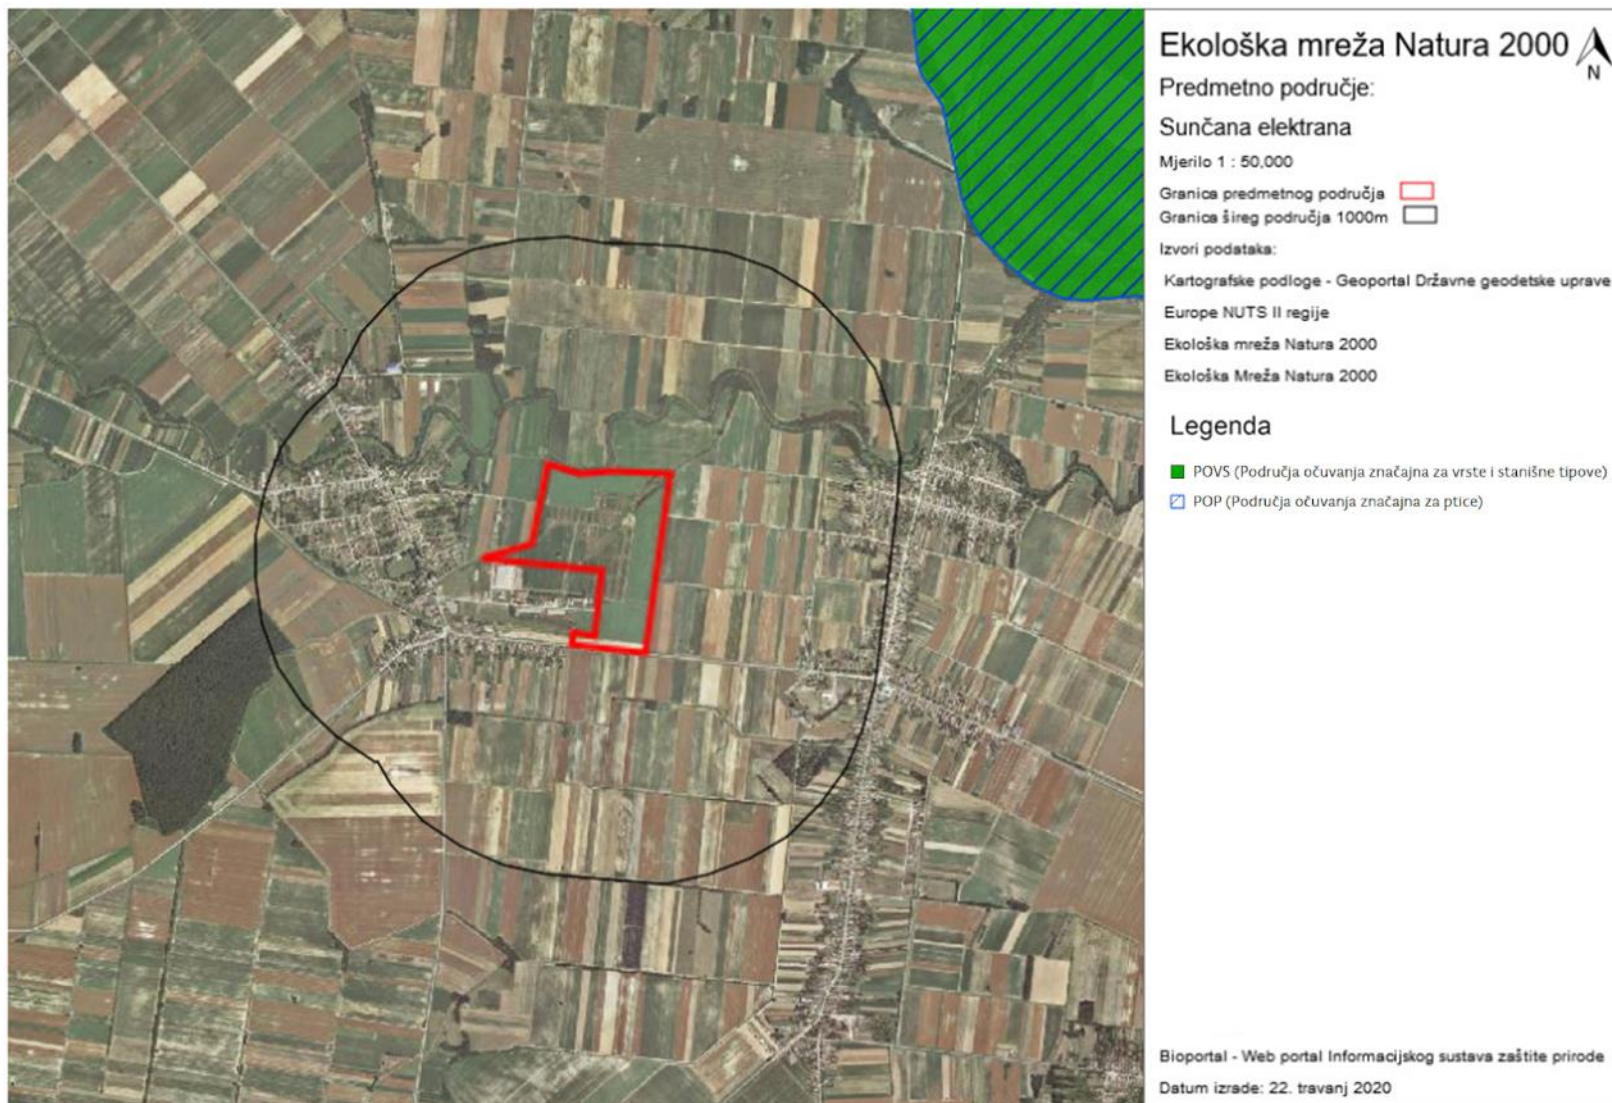 Ekološka mreža Natura 2000
N
Predmetno područje:
Sunčana elektrana
Mjerilo 1 : 50,000
Granica predmetnog područja
Granica šireg područja 1000m
Izvori podataka:
Kartografske podloge - Geoportal Državne geodetske uprave
Europe NUTS II regije
Ekološka mreža Natura 2000
Ekološka Mreža Natura 2000
Legenda
POVS (Područja očuvanja značajna za vrste i stanišne tipove)
POP (Područja očuvanja značajna za ptice)
Bioportal - Web portal Informacijskog sustava zaštite prirode
Datum izrade: 22. travanj 2020